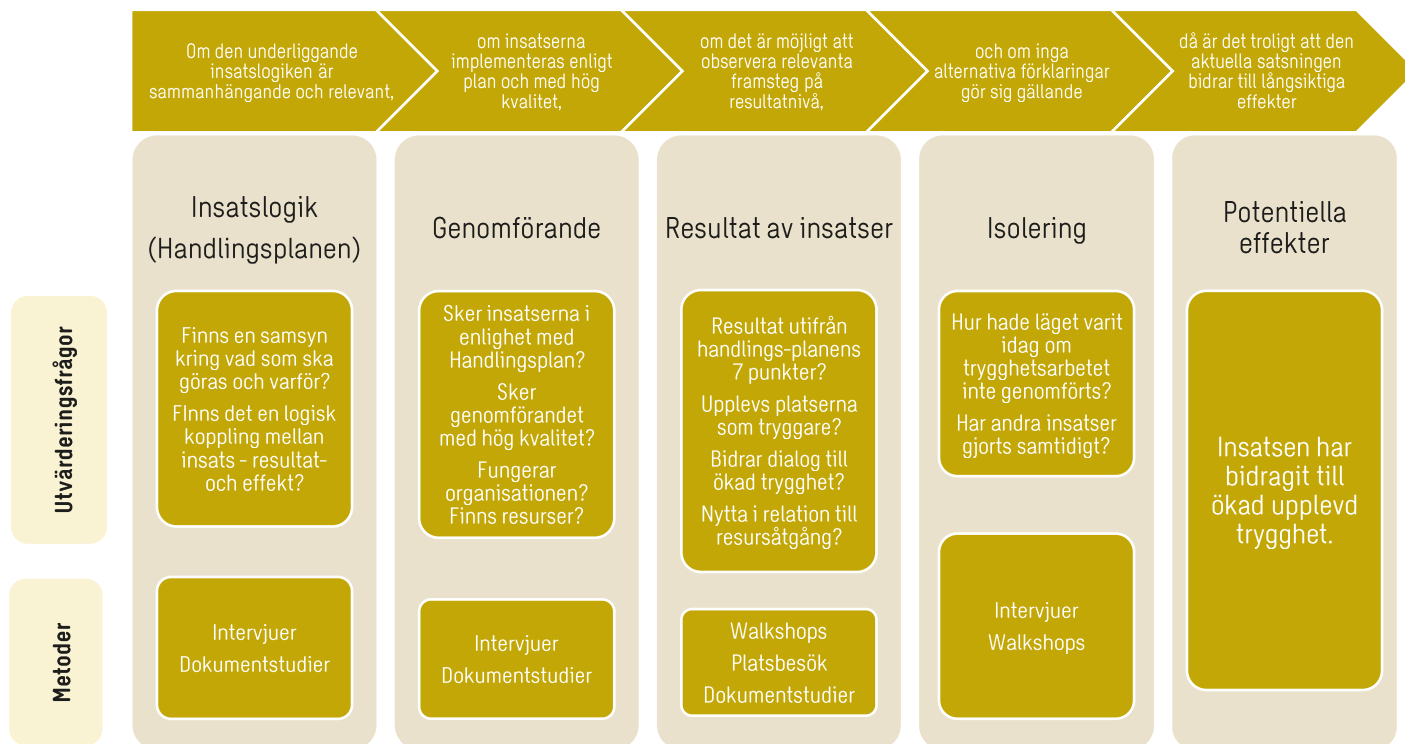 Om den underliggande
insatslogiken är
sammanhängande och relevant,
om insatserna
implementeras enligt
plan och med hög
kvalitet,
om det är möjligt att
observera relevanta
framsteg på
resultatnivå,
och om inga
alternativa förklaringar
gör sig gällande
då är det troligt att den
aktuella satsningen
bidrar till långsiktiga
effekter
Insatslogik
(Handlingsplanen)
Genomförande
Resultat av insatser
Isolering
Potentiella
effekter
Utvärderingsfrågor
Finns en samsyn
kring vad som ska
göras och varför?
FInns det en logisk
koppling mellan
insats - resultat-
och effekt?
Sker insatserna i
enlighet med
Handlingsplan?
Sker
genomförandet
med hög kvalitet?
Fungerar
organisationen?
Finns resurser?
Resultat utifrån
handlings-planens
7 punkter?
Upplevs platserna
som tryggare?
Bidrar dialog till
ökad trygghet?
Nytta i relation till
resursåtgång?
Hur hade läget varit
idag om
trygghetsarbetet
inte genomförts?
Har andra insatser
gjorts samtidigt?
Insatsen har
bidragit till
ökad upplevd
trygghet.
Metoder
Intervjuer
Dokumentstudier
Intervjuer
Dokumentstudier
Walkshops
Platsbesök
Dokumentstudier
Intervjuer
Walkshops